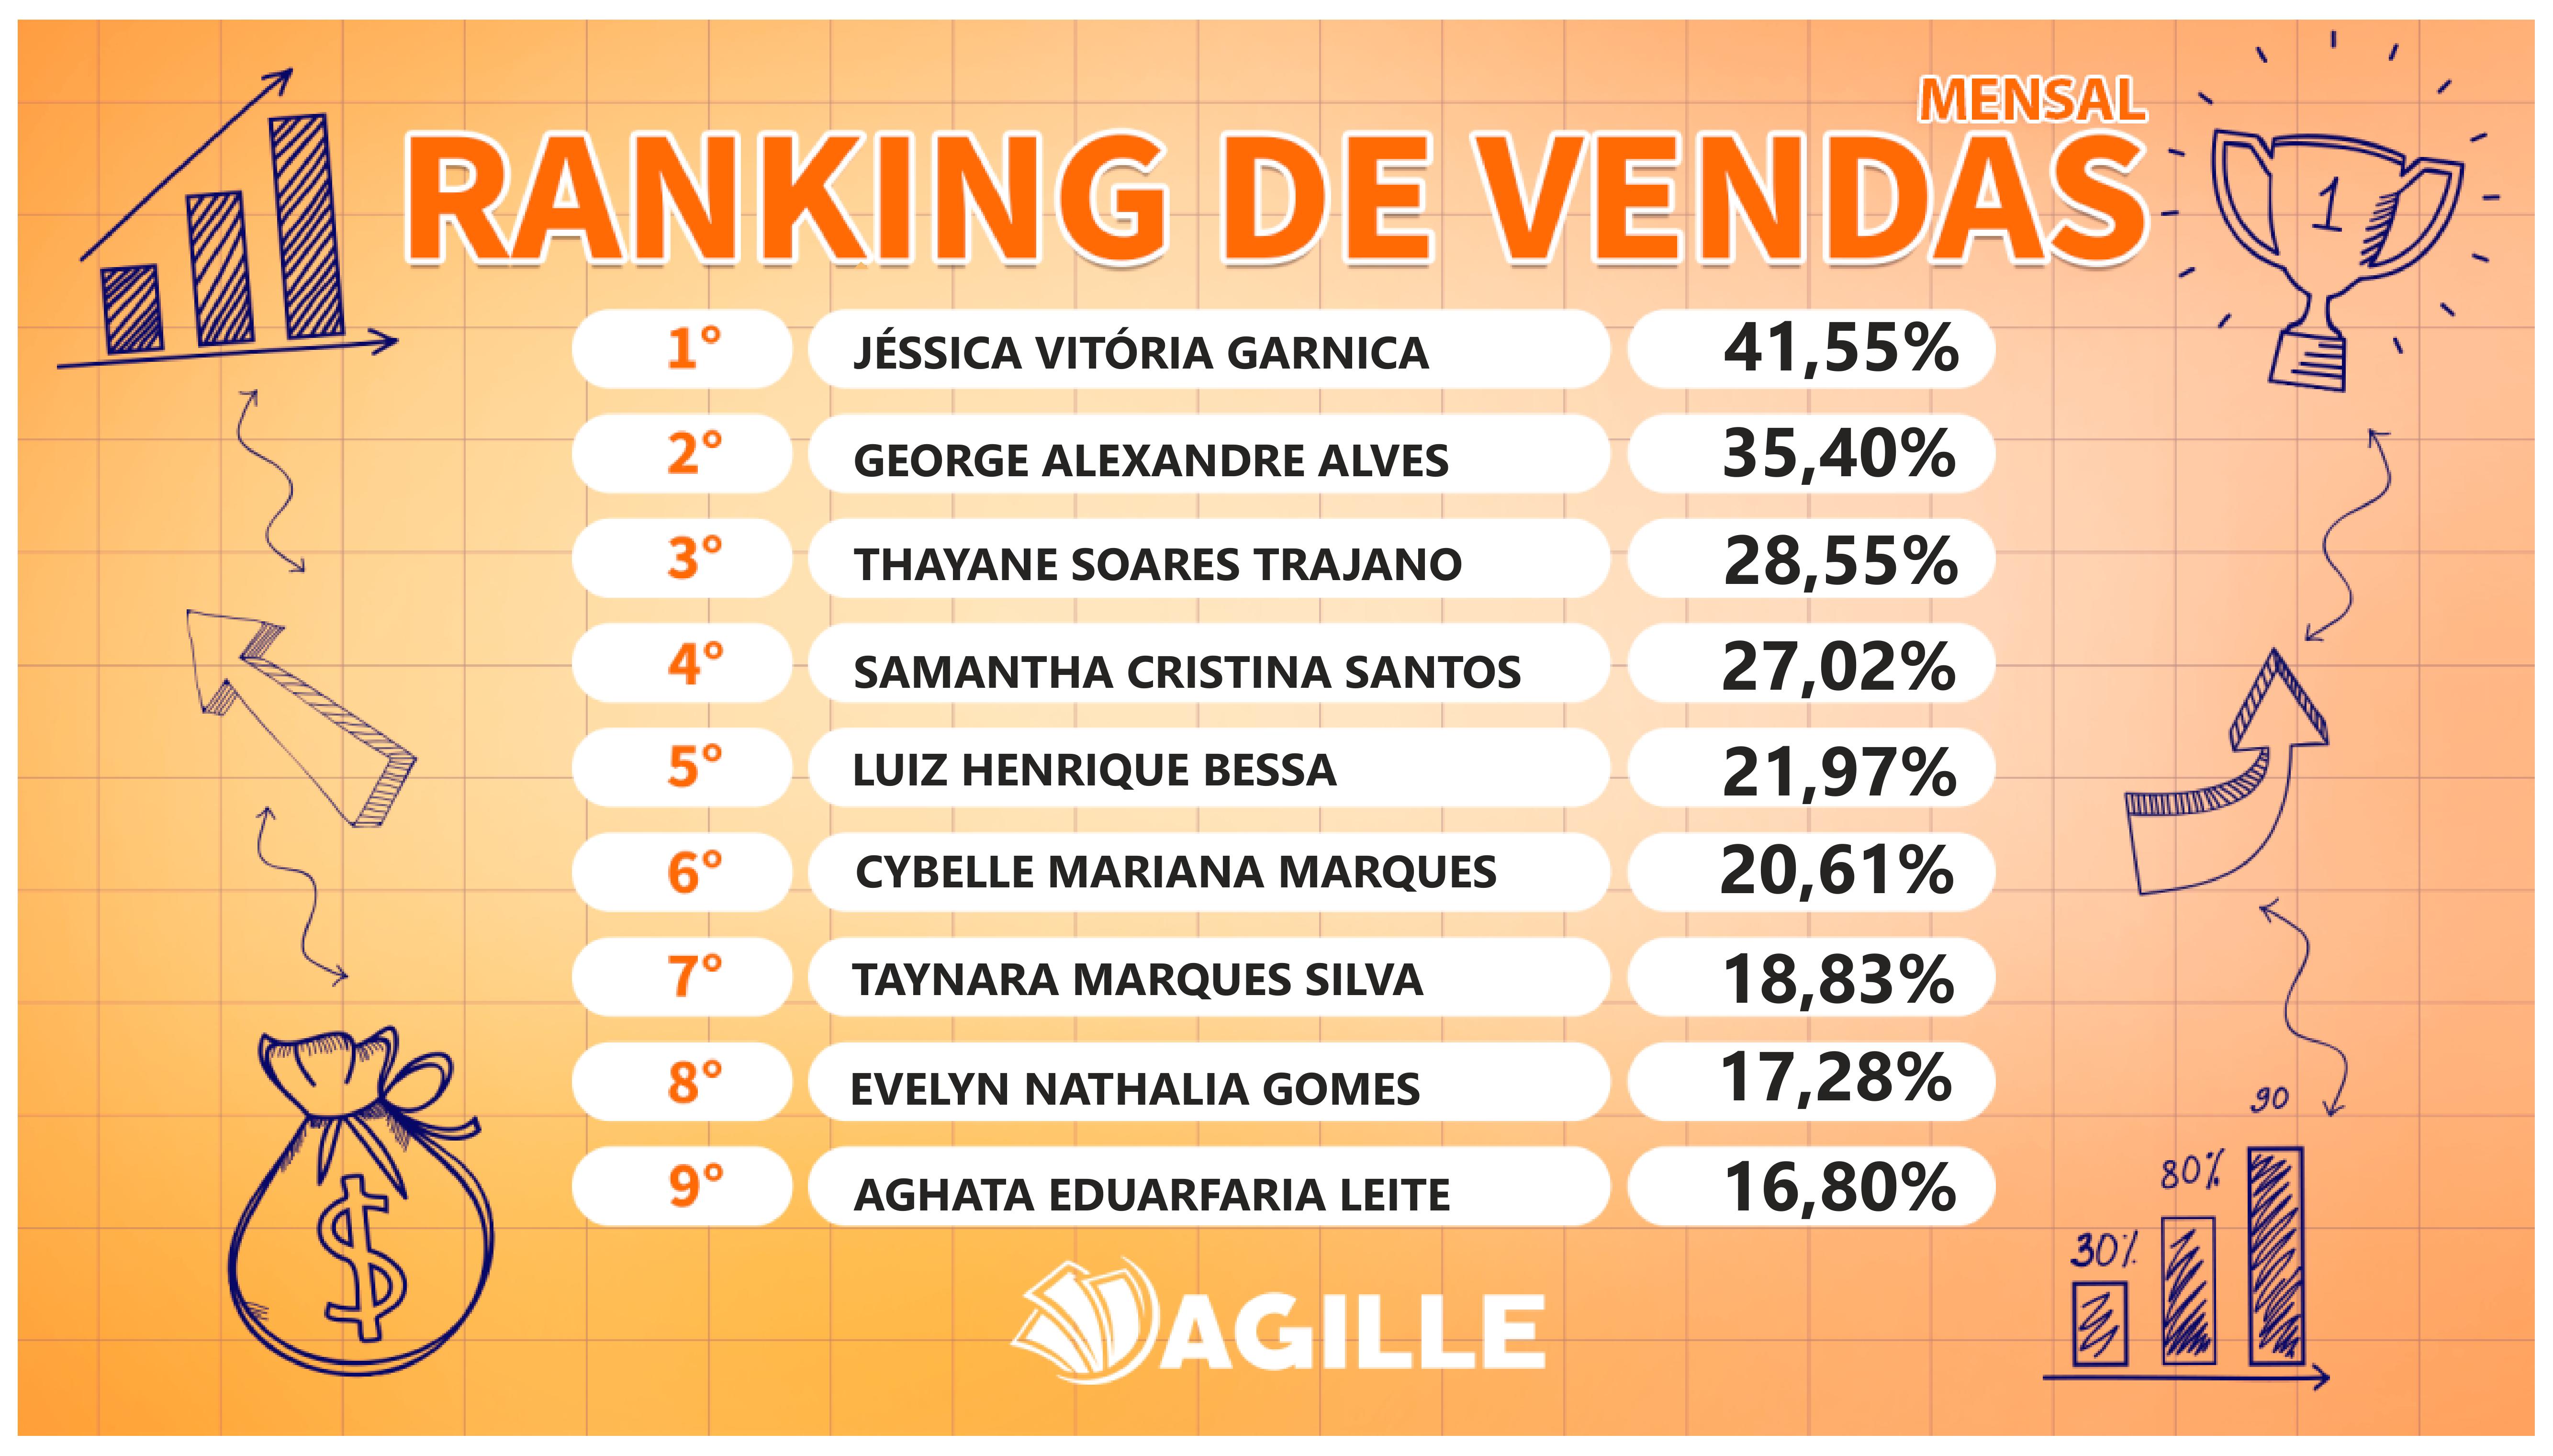 MENSAL
RANKING DE VENDAS
1
1° JÉSSICA VITÓRIA GARNICA 41,55%
2° GEORGE ALEXANDRE ALVES 35,40%
3° THAYANE SOARES TRAJANO 28,55%
4° SAMANTHA CRISTINA SANTOS 27,02%
5° LUIZ HENRIQUE BESSA 21,97%
6° CYBELLE MARIANA MARQUES 20,61%
7° TAYNARA MARQUES SILVA 18,83%
8° EVELYN NATHALIA GOMES 17,28%
9° AGHATA EDUARFARIA LEITE 16,80%
$
90
80%
30%
AGILLE